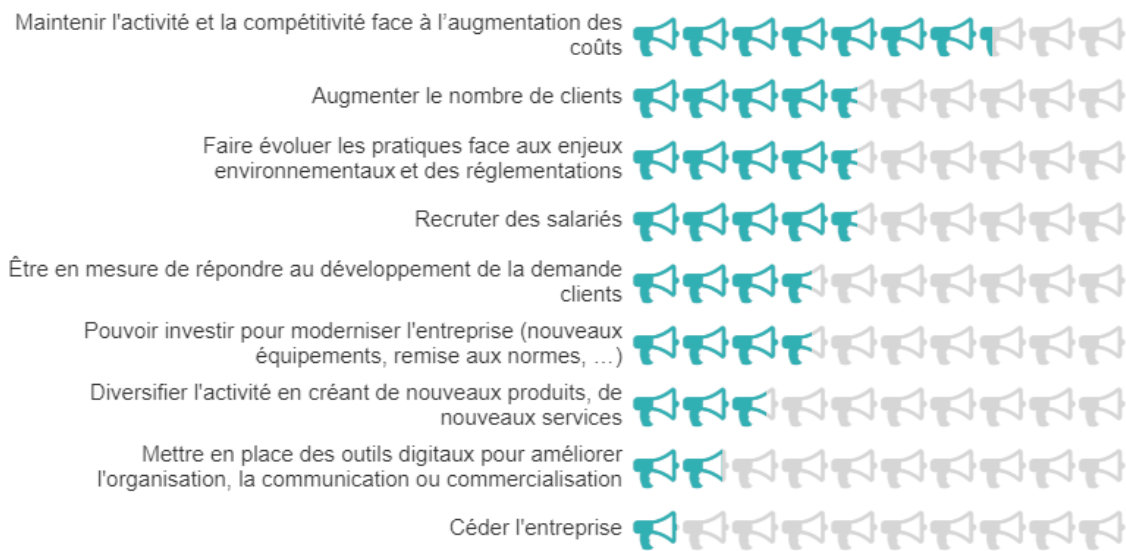 Maintenir l'activité et la compétitivité face à l’augmentation des
coûts
Augmenter le nombre de clients
Faire évoluer les pratiques face aux enjeux
environnementaux et des réglementations
Recruter des salariés
Être en mesure de répondre au développement de la demande
clients
Pouvoir investir pour moderniser l'entreprise (nouveaux
équipements, remise aux normes, …)
Diversifier l'activité en créant de nouveaux produits, de
nouveaux services
Mettre en place des outils digitaux pour améliorer
l'organisation, la communication ou commercialisation
Céder l'entreprise